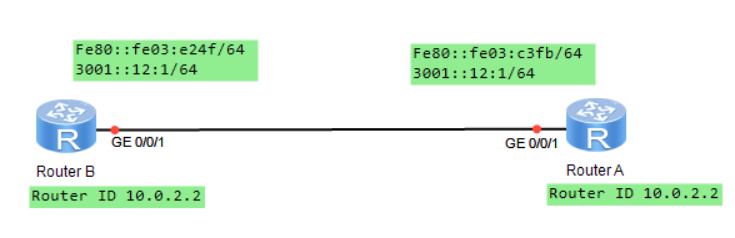 Fe80::fe03:e24f/64
3001::12:1/64
Fe80::fe03:c3fb/64
3001::12:1/64
R
GE 0/0/1
GE 0/0/1
R
Router B
Router A
Router ID 10.0.2.2
Router ID 10.0.2.2